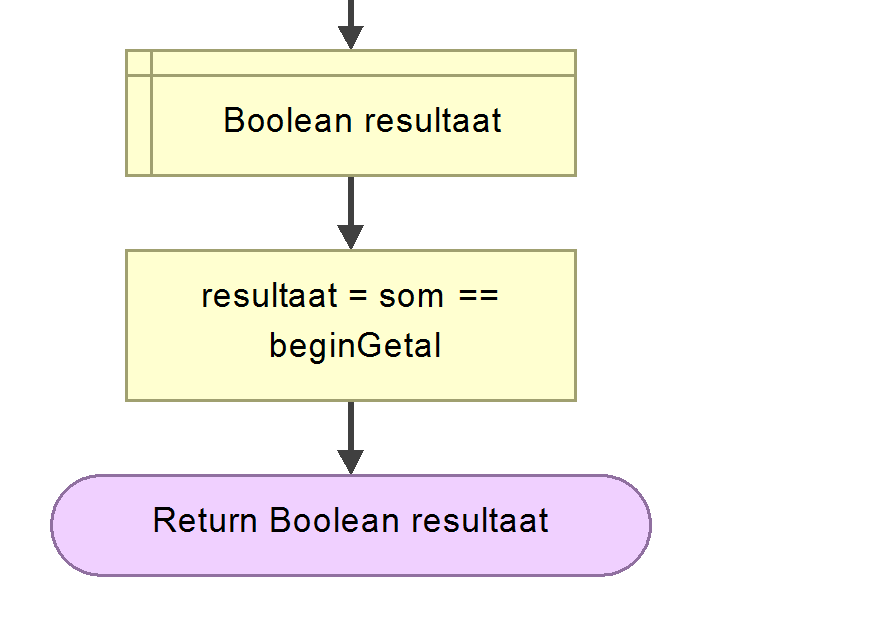 Boolean resultaat
resultaat = som ==
beginGetal
Return Boolean resultaat